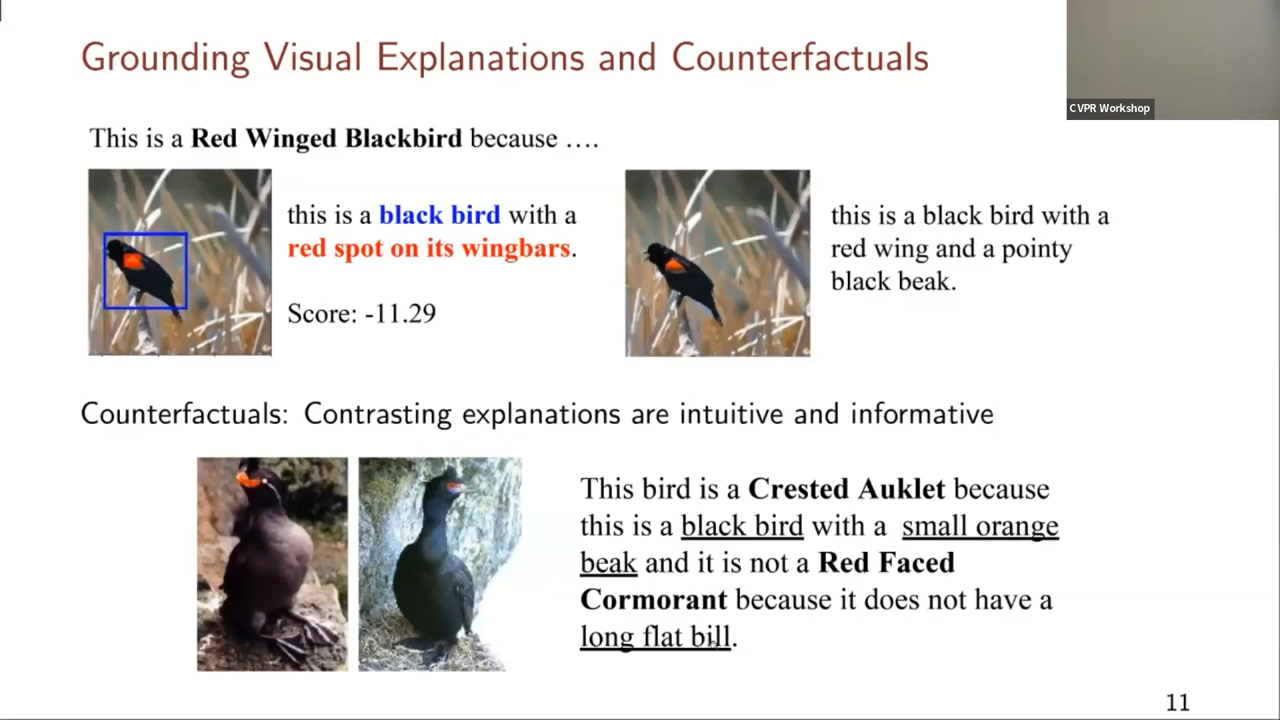 Grounding Visual Explanations and Counterfactuals
CVPR Workshop
This is a Red Winged Blackbird because ….
this is a black bird with a
red spot on its wingbars.
Score: -11.29
this is a black bird with a
red wing and a pointy
black beak.
Counterfactuals: Contrasting explanations are intuitive and informative
This bird is a Crested Auklet because
this is a black bird with a small orange
beak and it is not a Red Faced
Cormorant because it does not have a
long flat bill.
11